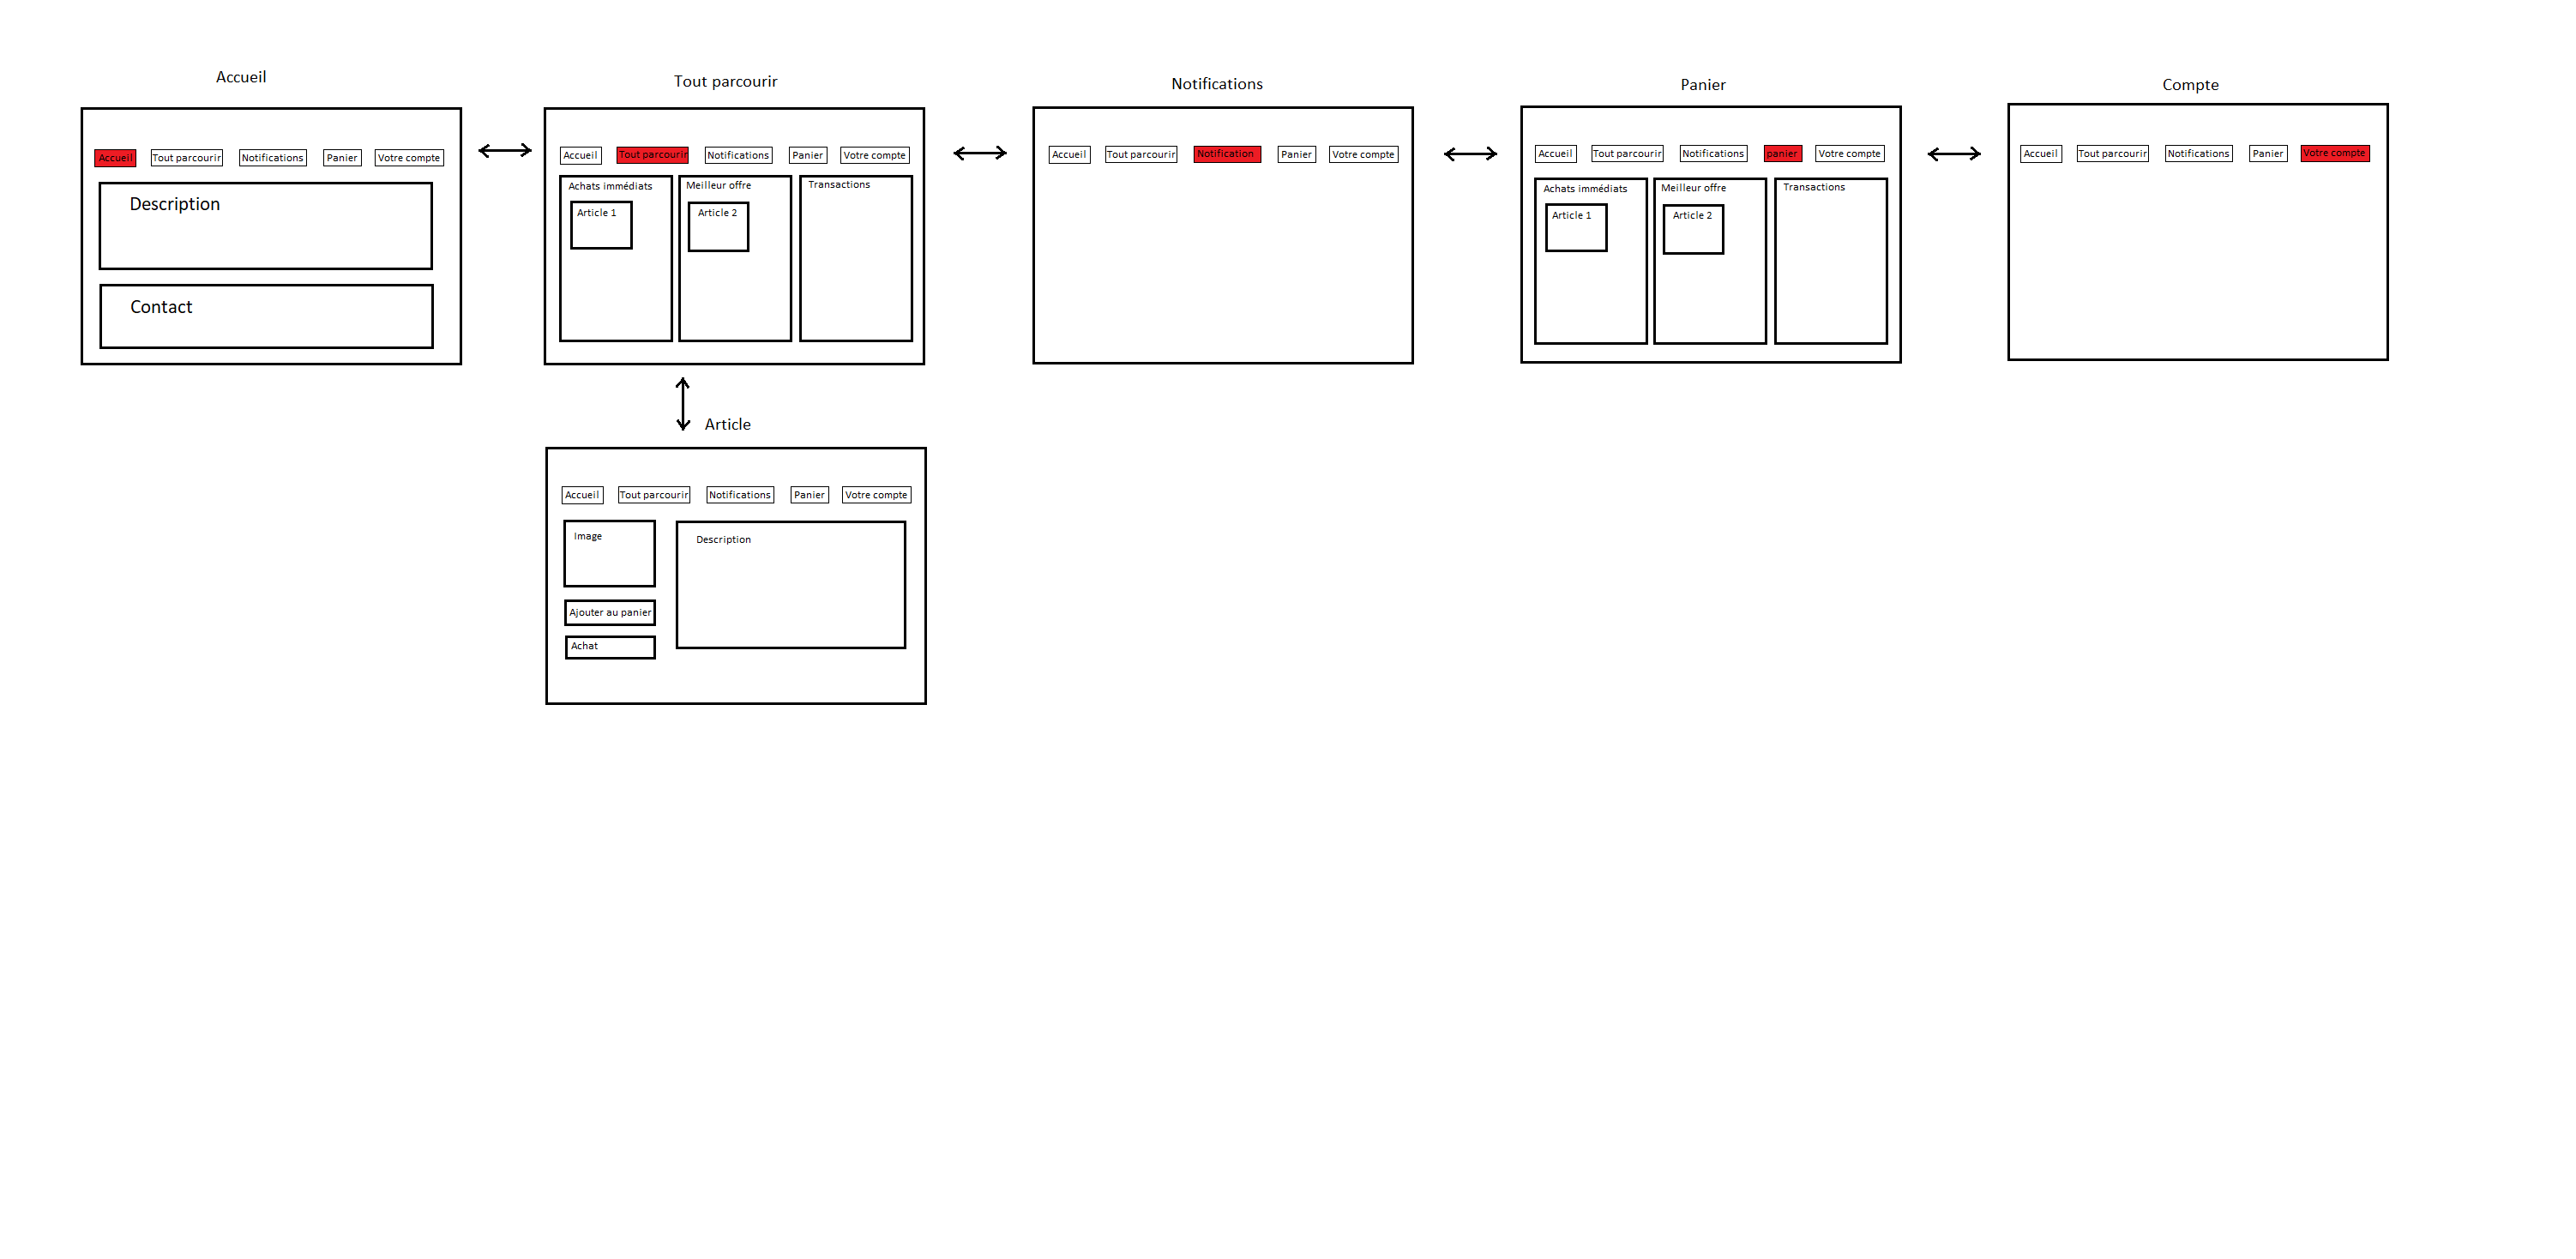 Accueil
Accueil
Tout parcourir
Notifications
Panier
Votre compte
Description
Contact
Tout parcourir
Accueil
Tout parcourir
Notifications
Panier
Votre compte
Achats immédiats
Article 1
Meilleur offre
Article 2
Transactions
Notifications
Accueil
Tout parcourir
Notification
Panier
Votre compte
Panier
Accueil
Tout parcourir
Notifications
panier
Votre compte
Achats immédiats
Article 1
Meilleur offre
Article 2
Transactions
Compte
Accueil
Tout parcourir
Notifications
Panier
Votre compte
Article
Accueil
Tout parcourir
Notifications
Panier
Votre compte
Image
Description
Ajouter au panier
Achat